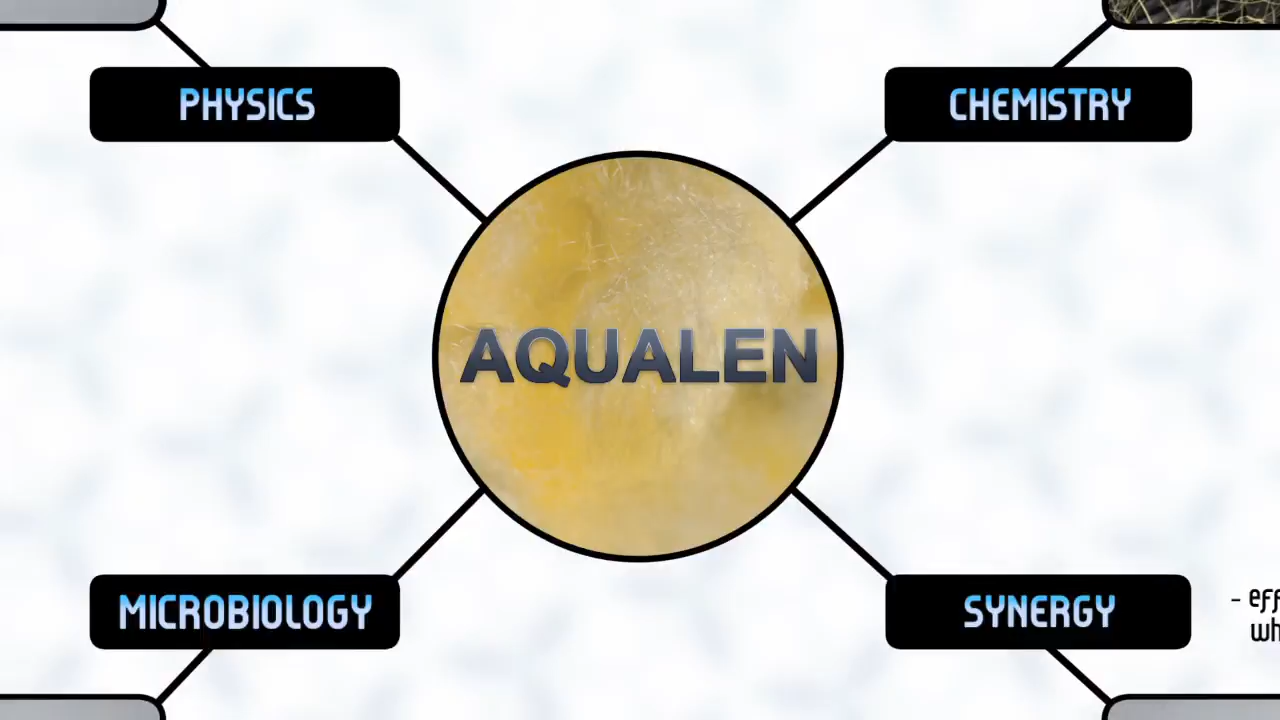 PHYSICS
CHEMISTRY
AQUALEN
MICROBIOLOGY
SYNERGY